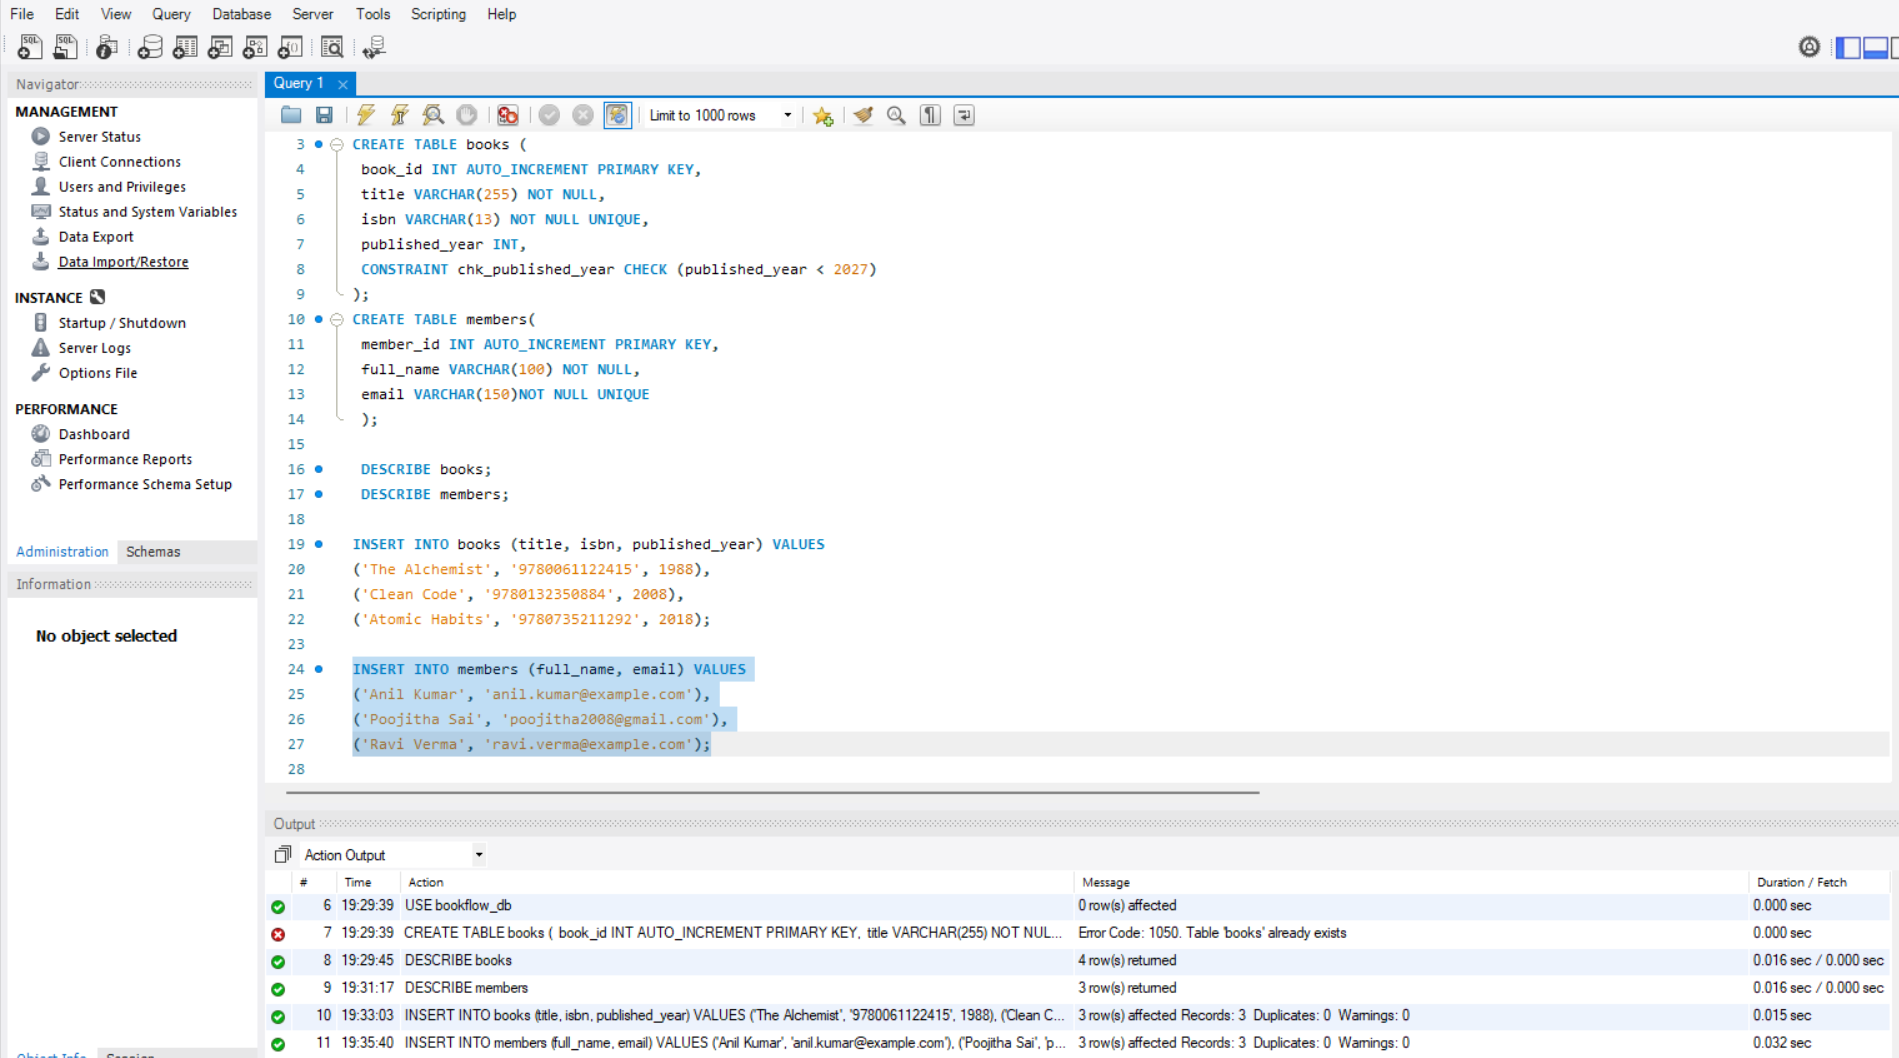 File Edit View Query Database Server Tools Scripting Help
Navigator
MANAGEMENT
Server Status
Client Connections
Users and Privileges
Status and System Variables
Data Export
Data Import/Restore
INSTANCE
Startup / Shutdown
Server Logs
Options File
PERFORMANCE
Dashboard
Performance Reports
Performance Schema Setup
Administration Schemas
Information
No object selected
Object Info Session
Query 1
Limit to 1000 rows
3 CREATE TABLE books (
4 book_id INT AUTO_INCREMENT PRIMARY KEY,
5 title VARCHAR(255) NOT NULL,
6 isbn VARCHAR(13) NOT NULL UNIQUE,
7 published_year INT,
8 CONSTRAINT chk_published_year CHECK (published_year < 2027)
9 );
10 CREATE TABLE members(
11 member_id INT AUTO_INCREMENT PRIMARY KEY,
12 full_name VARCHAR(100) NOT NULL,
13 email VARCHAR(150)NOT NULL UNIQUE
14 );
15
16 DESCRIBE books;
17 DESCRIBE members;
18
19 INSERT INTO books (title, isbn, published_year) VALUES
20 ('The Alchemist', '9780061122415', 1988),
21 ('Clean Code', '9780132350884', 2008),
22 ('Atomic Habits', '9780735211292', 2018);
23
24 INSERT INTO members (full_name, email) VALUES
25 ('Anil Kumar', 'anil.kumar@example.com'),
26 ('Poojitha Sai', 'poojitha2008@gmail.com'),
27 ('Ravi Verma', 'ravi.verma@example.com');
28
Output
Action Output
# Time Action Message Duration / Fetch
6 19:29:39 USE bookflow_db 0 row(s) affected 0.000 sec
7 19:29:39 CREATE TABLE books ( book_id INT AUTO_INCREMENT PRIMARY KEY, title VARCHAR(255) NOT NUL... Error Code: 1050. Table 'books' already exists 0.000 sec
8 19:29:45 DESCRIBE books 4 row(s) returned 0.016 sec / 0.000 sec
9 19:31:17 DESCRIBE members 3 row(s) returned 0.016 sec / 0.000 sec
10 19:33:03 INSERT INTO books (title, isbn, published_year) VALUES ('The Alchemist', '9780061122415', 1988), ('Clean C... 3 row(s) affected Records: 3 Duplicates: 0 Warnings: 0 0.015 sec
11 19:35:40 INSERT INTO members (full_name, email) VALUES ('Anil Kumar', 'anil.kumar@example.com'), ('Poojitha Sai', 'p... 3 row(s) affected Records: 3 Duplicates: 0 Warnings: 0 0.032 sec